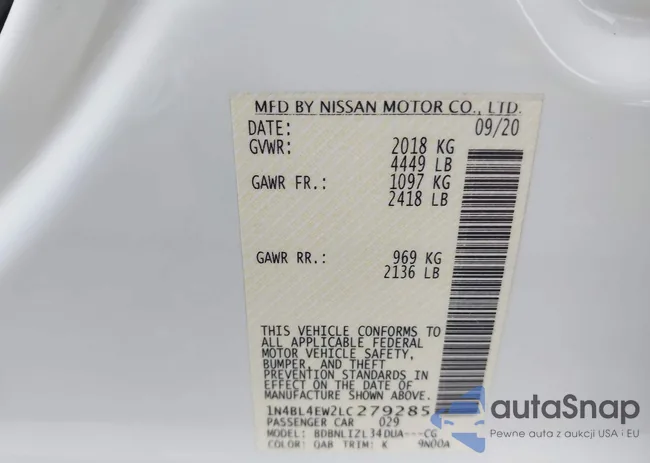 MFD BY NISSAN MOTOR CO., LTD.
DATE: 09/20
GVWR: 2018 KG
4449 LB
GAWR FR.: 1097 KG
2418 LB
GAWR RR.: 969 KG
2136 LB
THIS VEHICLE CONFORMS TO
ALL APPLICABLE FEDERAL
MOTOR VEHICLE SAFETY,
BUMPER, AND THEFT
PREVENTION STANDARDS IN
EFFECT ON THE DATE OF
MANUFACTURE SHOWN ABOVE.
1N4BL4EW2LC279285
PASSENGER CAR 029
MODEL: BDBNLIZL34DUA---CG
COLOR: QAB TRIM: K 9N00A
autoSnap
Pewne auta z aukcji USA i EU